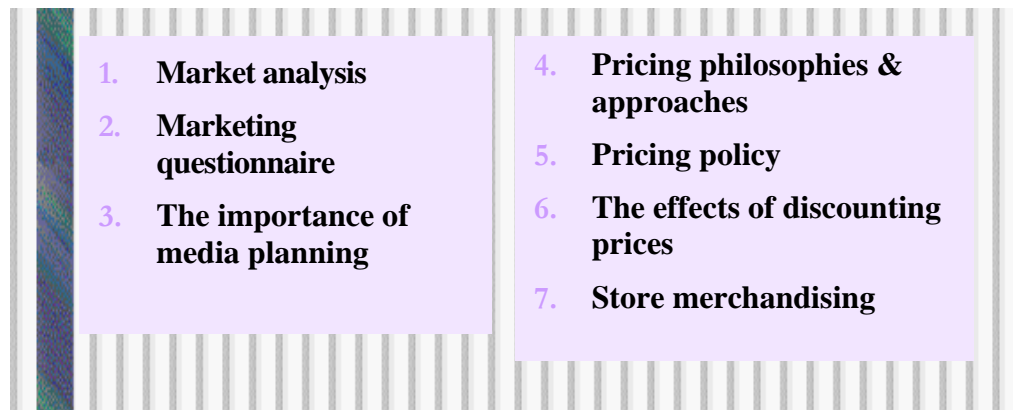 1. Market analysis
2. Marketing
questionnaire
3. The importance of
media planning
4. Pricing philosophies &
approaches
5. Pricing policy
6. The effects of discounting
prices
7. Store merchandising